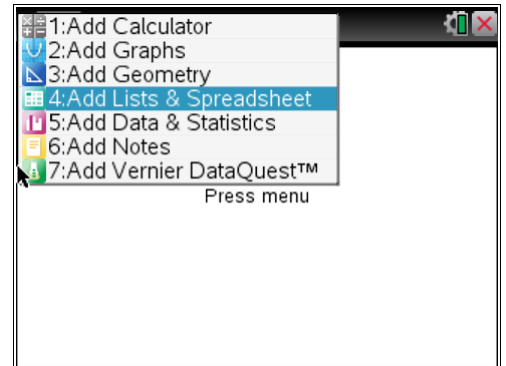 1:Add Calculator
2:Add Graphs
3:Add Geometry
4:Add Lists & Spreadsheet
5:Add Data & Statistics
6:Add Notes
7:Add Vernier DataQuest™
Press menu